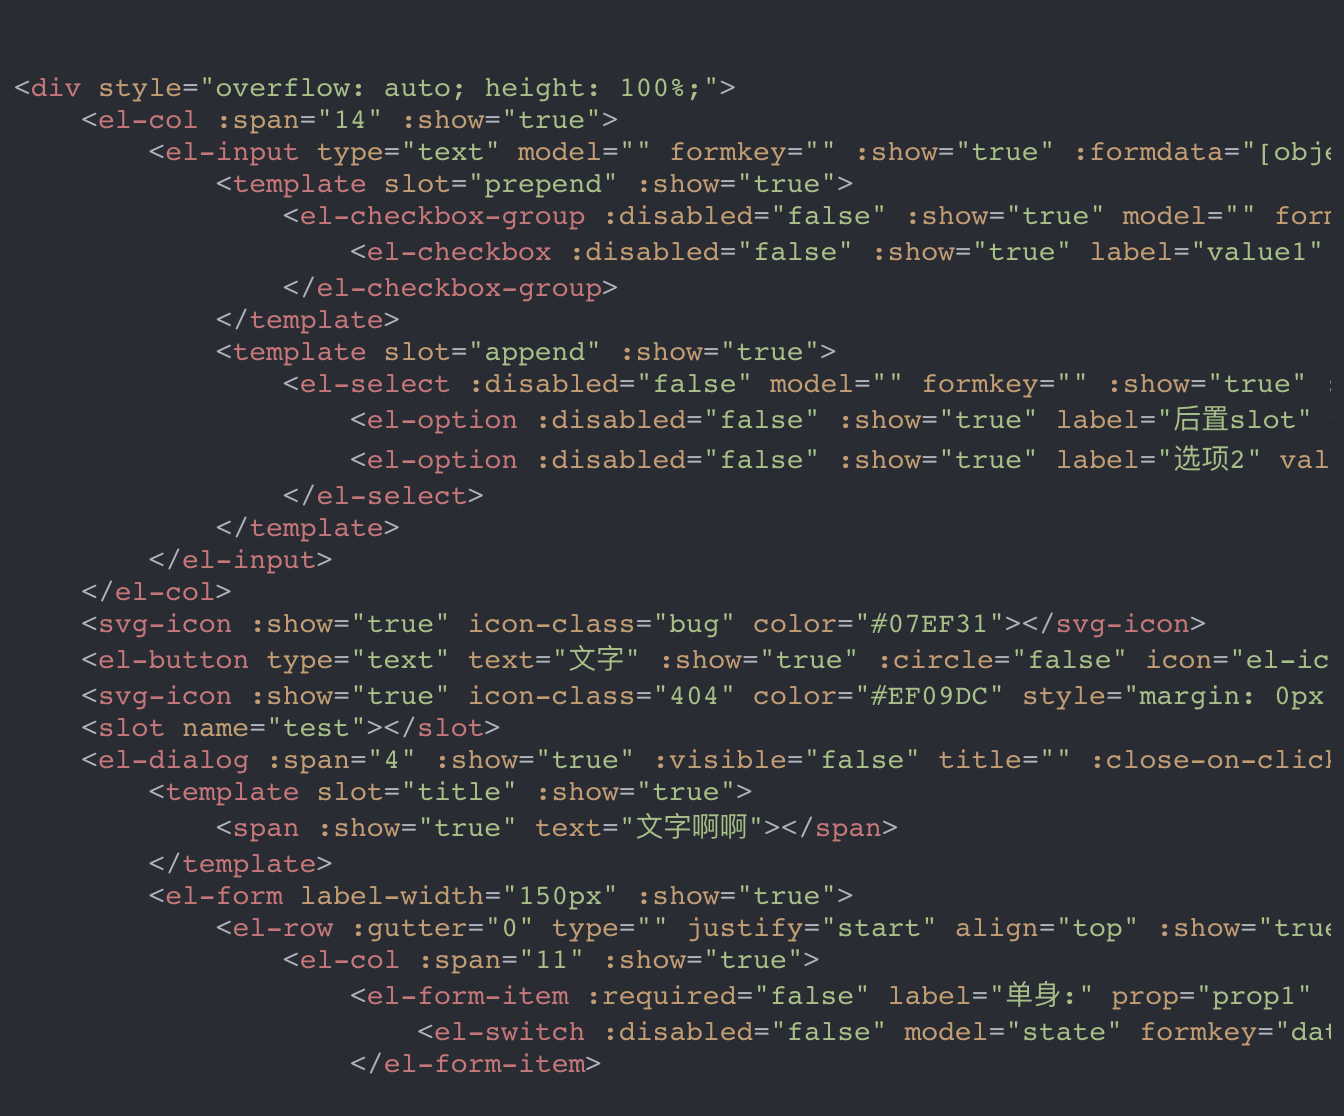 <div style="overflow: auto; height: 100%;">
<el-col :span="14" :show="true">
<el-input type="text" model="" formkey="" :show="true" :formdata="[obje
<template slot="prepend" :show="true">
<el-checkbox-group :disabled="false" :show="true" model="" form
<el-checkbox :disabled="false" :show="true" label="value1"
</el-checkbox-group>
</template>
<template slot="append" :show="true">
<el-select :disabled="false" model="" formkey="" :show="true" :
<el-option :disabled="false" :show="true" label="后置slot"
<el-option :disabled="false" :show="true" label="选项2" val
</el-select>
</template>
</el-input>
</el-col>
<svg-icon :show="true" icon-class="bug" color="#07EF31"></svg-icon>
<el-button type="text" text="文字" :show="true" :circle="false" icon="el-ic
<svg-icon :show="true" icon-class="404" color="#EF09DC" style="margin: 0px
<slot name="test"></slot>
<el-dialog :span="4" :show="true" :visible="false" title="" :close-on-click
<template slot="title" :show="true">
<span :show="true" text="文字啊啊"></span>
</template>
<el-form label-width="150px" :show="true">
<el-row :gutter="0" type="" justify="start" align="top" :show="true
<el-col :span="11" :show="true">
<el-form-item :required="false" label="单身:" prop="prop1"
<el-switch :disabled="false" model="state" formkey="dat
</el-form-item>